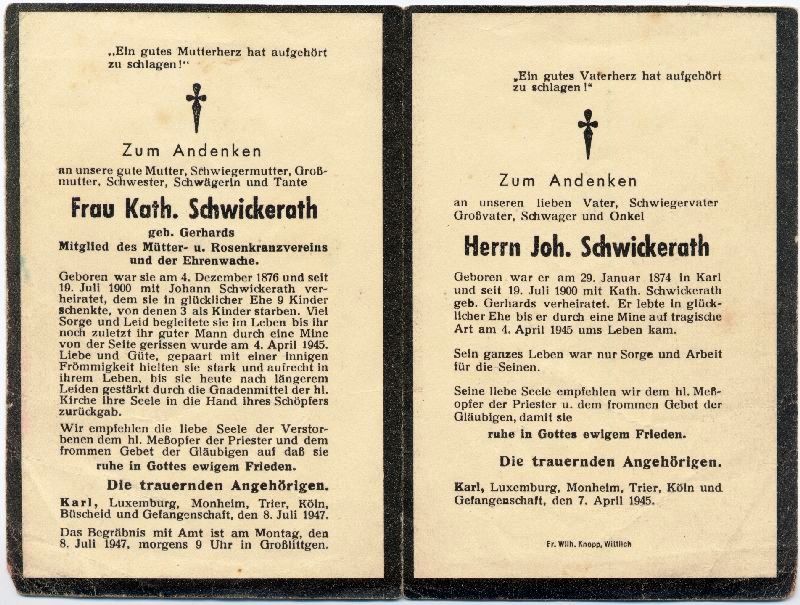 „Ein gutes Mutterherz hat aufgehört
zu schlagen!“
Zum Andenken
an unsere gute Mutter, Schwiegermutter, Groß-
mutter, Schwester, Schwägerin und Tante
Frau Kath. Schwickerath
geb. Gerhards
Mitglied des Mütter- u. Rosenkranzvereins
und der Ehrenwache.
Geboren war sie am 4. Dezember 1876 und seit
19. Juli 1900 mit Johann Schwickerath ver-
heiratet, dem sie in glücklicher Ehe 9 Kinder
schenkte, von denen 3 als Kinder starben. Viel
Sorge und Leid begleitete sie im Leben bis ihr
noch zuletzt ihr guter Mann durch eine Mine
von der Seite gerissen wurde am 4. April 1945.
Liebe und Güte, gepaart mit einer innigen
Frömmigkeit hielten sie stark und aufrecht in
ihrem Leben, bis sie heute nach längerem
Leiden gestärkt durch die Gnadenmittel der hl.
Kirche ihre Seele in die Hand ihres Schöpfers
zurückgab.
Wir empfehlen die liebe Seele der Verstor-
benen dem hl. Meßopfer der Priester und dem
frommen Gebet der Gläubigen auf daß sie
ruhe in Gottes ewigem Frieden.
Die trauernden Angehörigen.
Karl, Luxemburg, Monheim, Trier, Köln,
Büscheid und Gefangenschaft, den 8. Juli 1947.
Das Begräbnis mit Amt ist am Montag, den
8. Juli 1947, morgens 9 Uhr in Großlittgen.
„Ein gutes Vaterherz hat aufgehört
zu schlagen!“
Zum Andenken
an unseren lieben Vater, Schwiegervater
Großvater, Schwager und Onkel
Herrn Joh. Schwickerath
Geboren war er am 29. Januar 1874 in Karl
und seit 19. Juli 1900 mit Kath. Schwickerath
geb. Gerhards verheiratet. Er lebte in glück-
licher Ehe bis er durch eine Mine auf tragische
Art am 4. April 1945 ums Leben kam.
Sein ganzes Leben war nur Sorge und Arbeit
für die Seinen.
Seine liebe Seele empfehlen wir dem hl. Meß-
opfer der Priester u. dem frommen Gebet der
Gläubigen, damit sie
ruhe in Gottes ewigem Frieden.
Die trauernden Angehörigen.
Karl, Luxemburg, Monheim, Trier, Köln und
Gefangenschaft, den 7. April 1945.
Fr. Wilh. Knopp, Wittlich